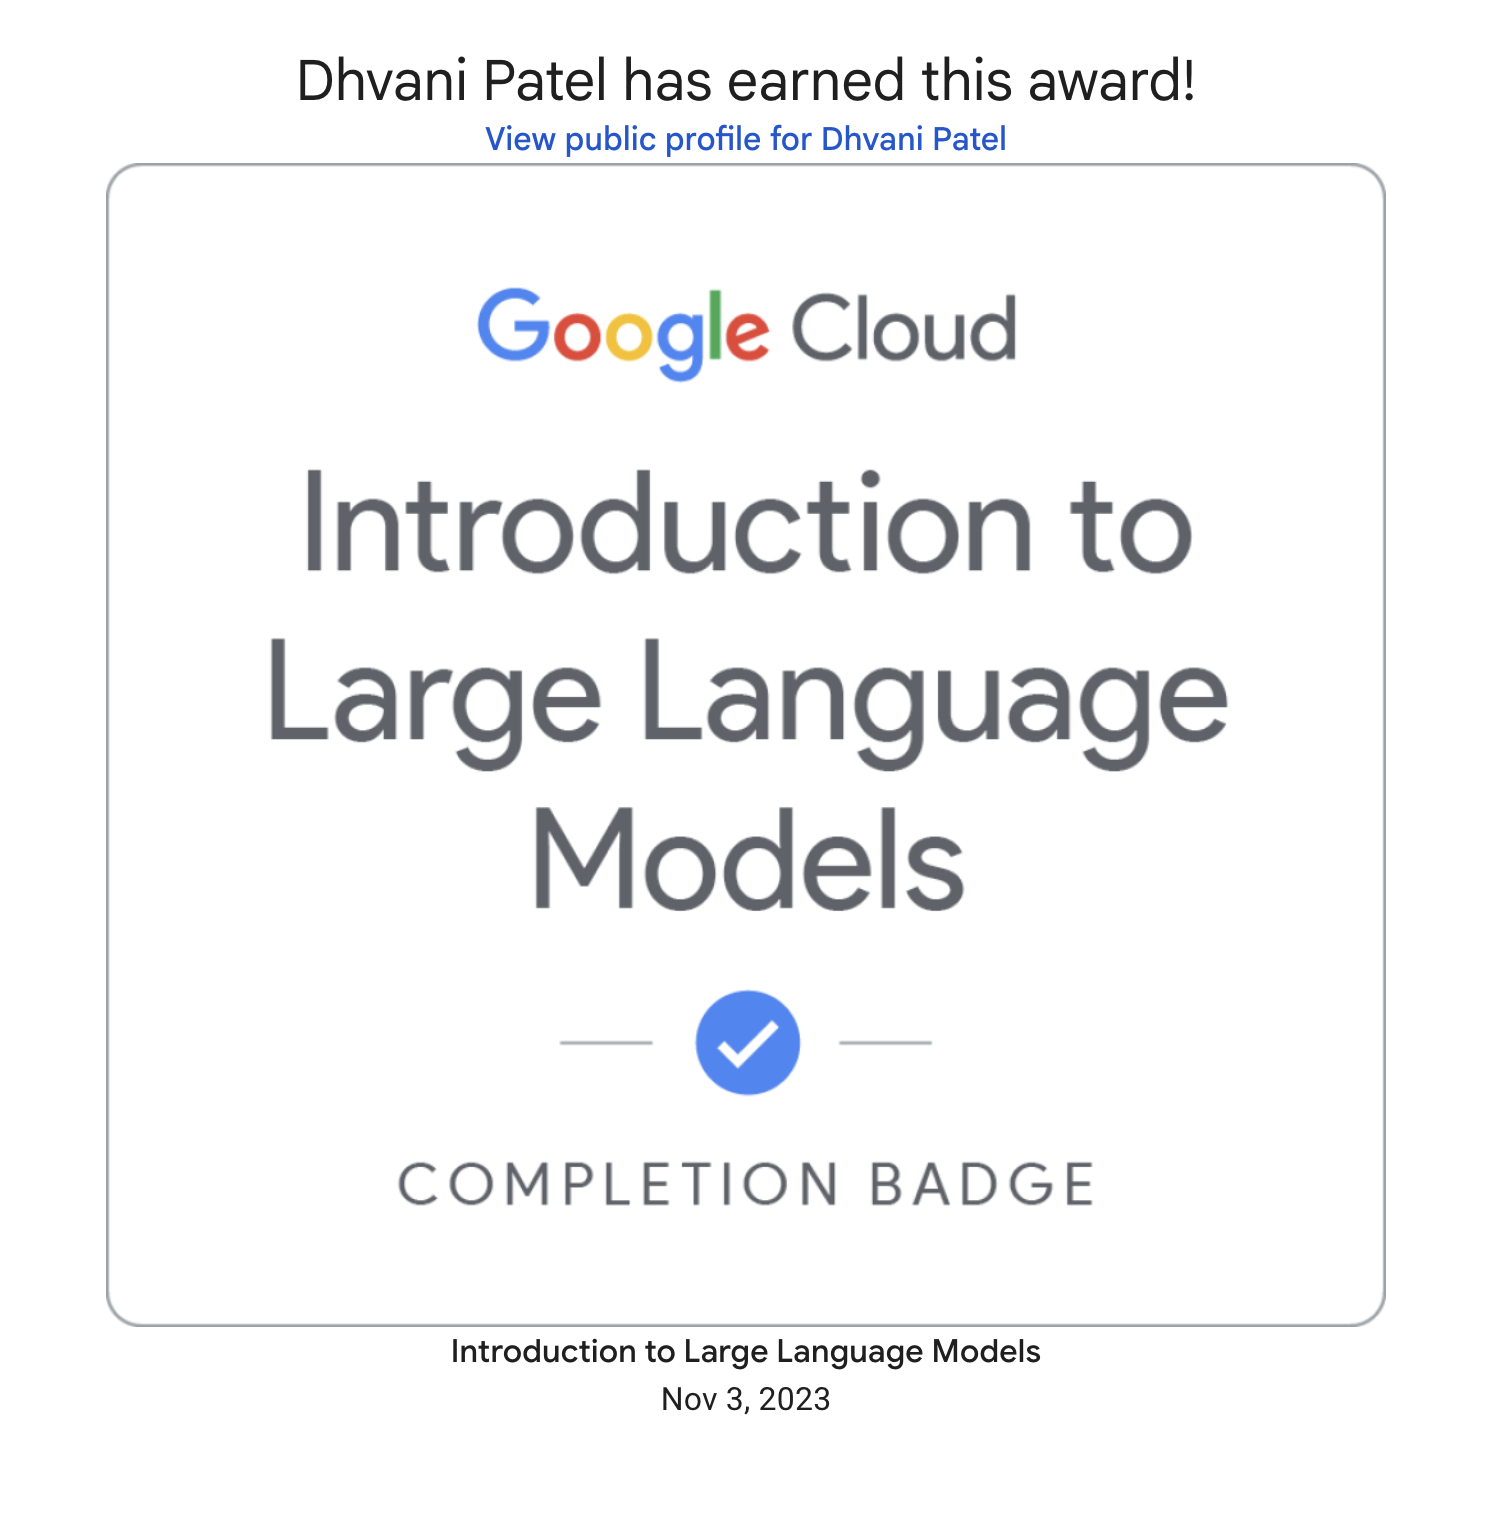 Dhvani Patel has earned this award!
View public profile for Dhvani Patel
Google Cloud
Introduction to
Large Language
Models
COMPLETION BADGE
Introduction to Large Language Models
Nov 3, 2023